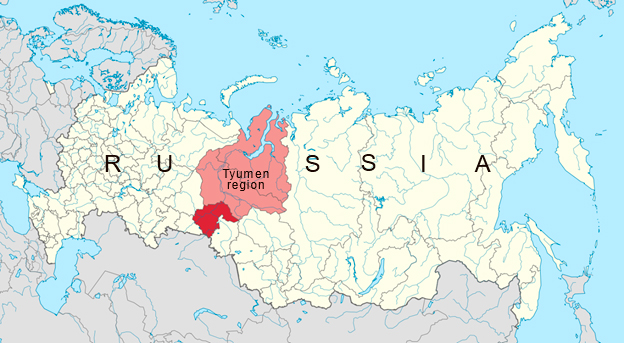 R U S S I A
Tyumen
region